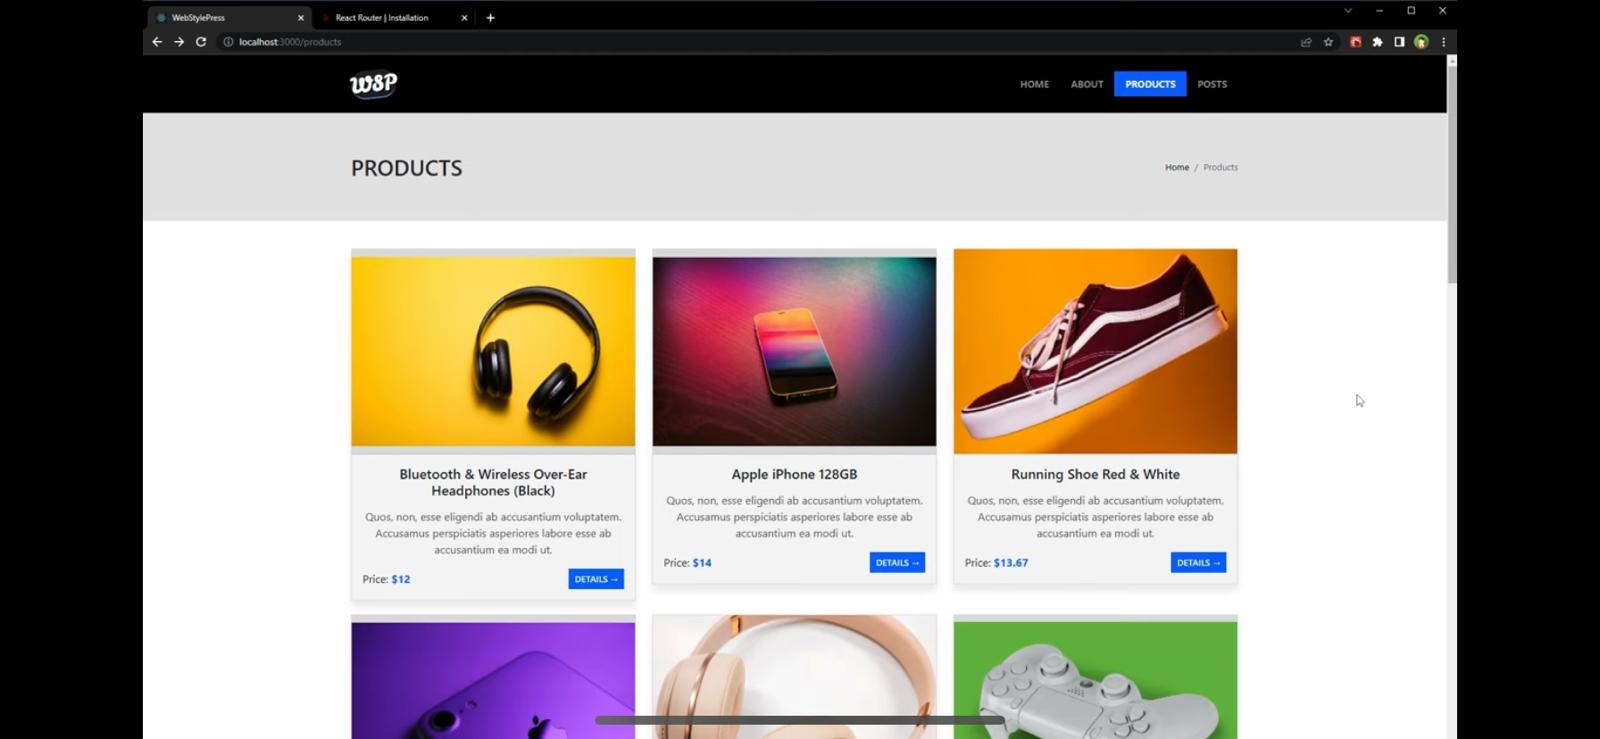 WebStylePress
React Router | Installation
localhost:3000/products
WSP
HOME ABOUT PRODUCTS POSTS
PRODUCTS
Home / Products
Bluetooth & Wireless Over-Ear
Headphones (Black)
Quos, non, esse eligendi ab accusantium voluptatem.
Accusamus perspiciatis asperiores labore esse ab
accusantium ea modi ut.
Price: $12
DETAILS →
Apple iPhone 128GB
Quos, non, esse eligendi ab accusantium voluptatem.
Accusamus perspiciatis asperiores labore esse ab
accusantium ea modi ut.
Price: $14
DETAILS →
Running Shoe Red & White
Quos, non, esse eligendi ab accusantium voluptatem.
Accusamus perspiciatis asperiores labore esse ab
accusantium ea modi ut.
Price: $13.67
DETAILS →